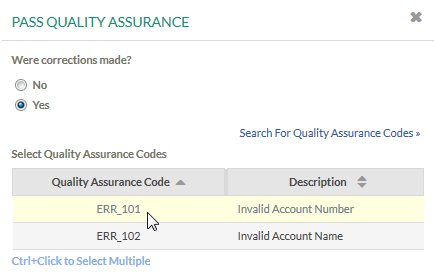 PASS QUALITY ASSURANCE
Were corrections made?
No
Yes
Search For Quality Assurance Codes »
Select Quality Assurance Codes
Quality Assurance Code Description
ERR_101 Invalid Account Number
ERR_102 Invalid Account Name
Ctrl+Click to Select Multiple